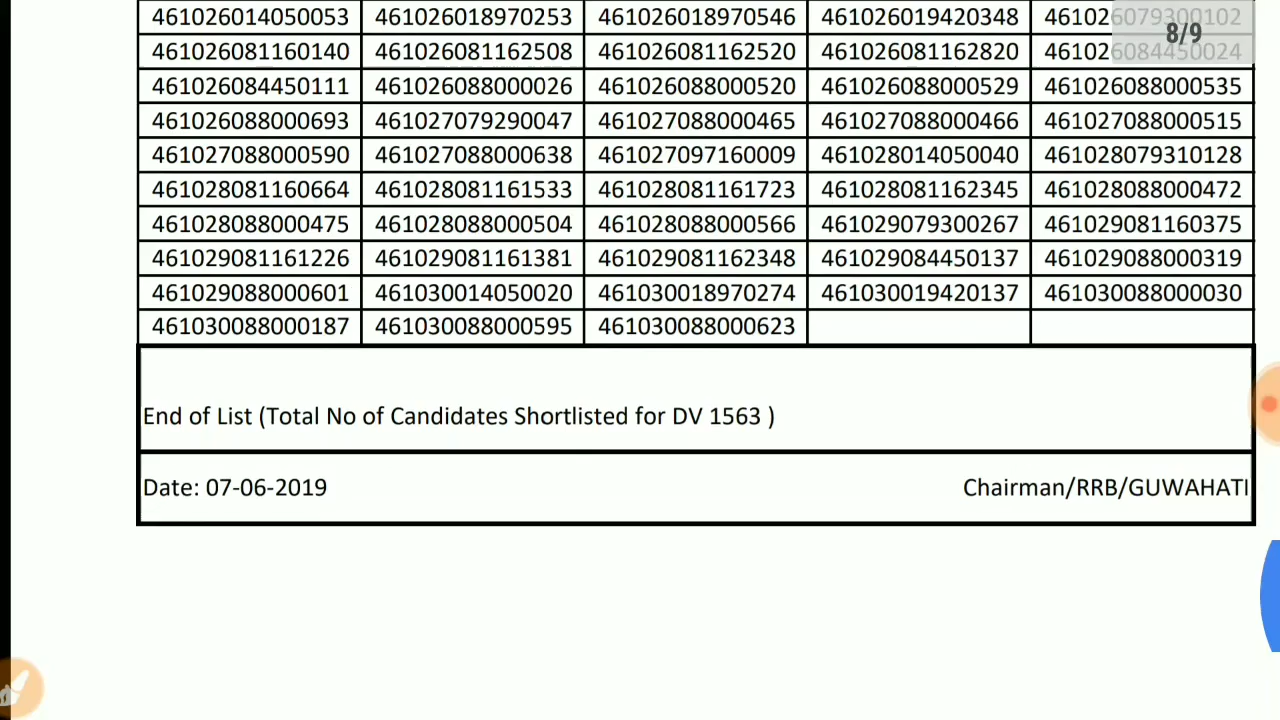 461026014050053 461026018970253 461026018970546 461026019420348 461026079300102
8/9
461026081160140 461026081162508 461026081162520 461026081162820 461026084450024
461026084450111 461026088000026 461026088000520 461026088000529 461026088000535
461026088000693 461027079290047 461027088000465 461027088000466 461027088000515
461027088000590 461027088000638 461027097160009 461028014050040 461028079310128
461028081160664 461028081161533 461028081161723 461028081162345 461028088000472
461028088000475 461028088000504 461028088000566 461029079300267 461029081160375
461029081161226 461029081161381 461029081162348 461029084450137 461029088000319
461029088000601 461030014050020 461030018970274 461030019420137 461030088000030
461030088000187 461030088000595 461030088000623
End of List (Total No of Candidates Shortlisted for DV 1563 )
Date: 07-06-2019 Chairman/RRB/GUWAHATI